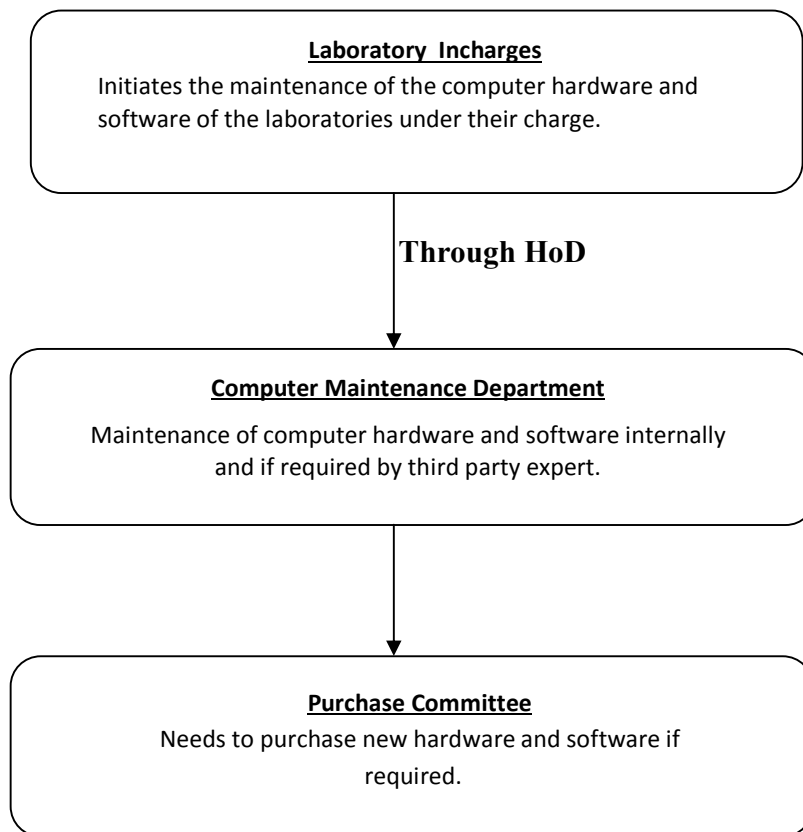 Laboratory Incharges
Initiates the maintenance of the computer hardware and
software of the laboratories under their charge.
Through HoD
Computer Maintenance Department
Maintenance of computer hardware and software internally
and if required by third party expert.
Purchase Committee
Needs to purchase new hardware and software if
required.